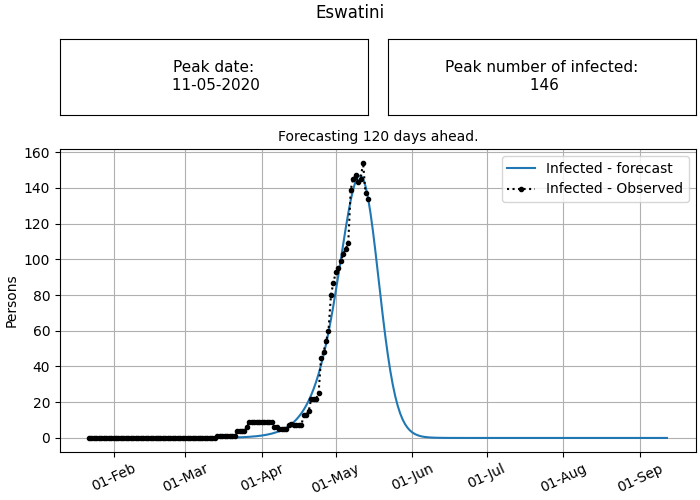 Eswatini
Peak date:
11-05-2020
Peak number of infected:
146
Forecasting 120 days ahead.
Infected - forecast
Infected - Observed
Persons
160
140
120
100
80
60
40
20
0
01-Feb
01-Mar
01-Apr
01-May
01-Jun
01-Jul
01-Aug
01-Sep